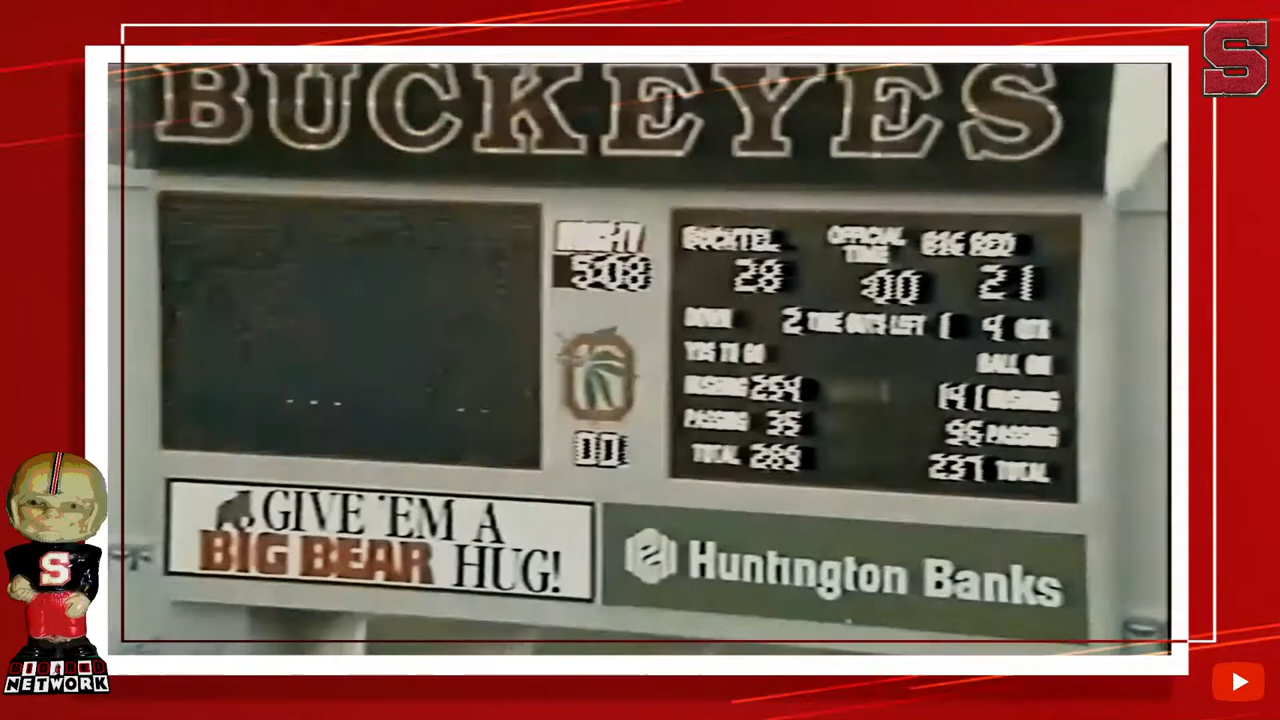 S
BUCKEYES
BUCHTEL
OFFICIAL
TIME
BIG RED
28
:00
21
5:08
DOWN
2 TIME OUTS LEFT 1
4 QTR
YDS TO GO
BALL ON
RUSHING 254
141 RUSHING
PASSING 35
96 PASSING
TOTAL 289
237 TOTAL
GIVE 'EM A
BIG BEAR HUG!
Huntington Banks
S
NETWORK